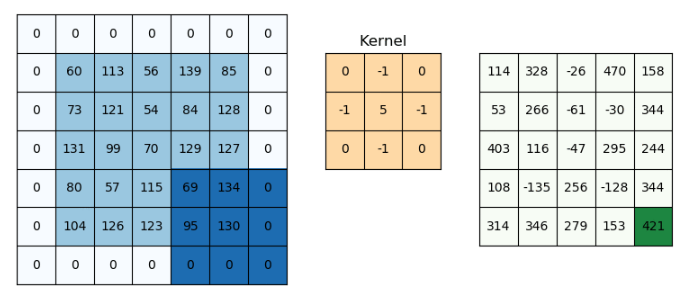 0 0 0 0 0 0 0
0 60 113 56 139 85 0
0 73 121 54 84 128 0
0 131 99 70 129 127 0
0 80 57 115 69 134 0
0 104 126 123 95 130 0
0 0 0 0 0 0 0
Kernel
0 -1 0
-1 5 -1
0 -1 0
114 328 -26 470 158
53 266 -61 -30 344
403 116 -47 295 244
108 -135 256 -128 344
314 346 279 153 421